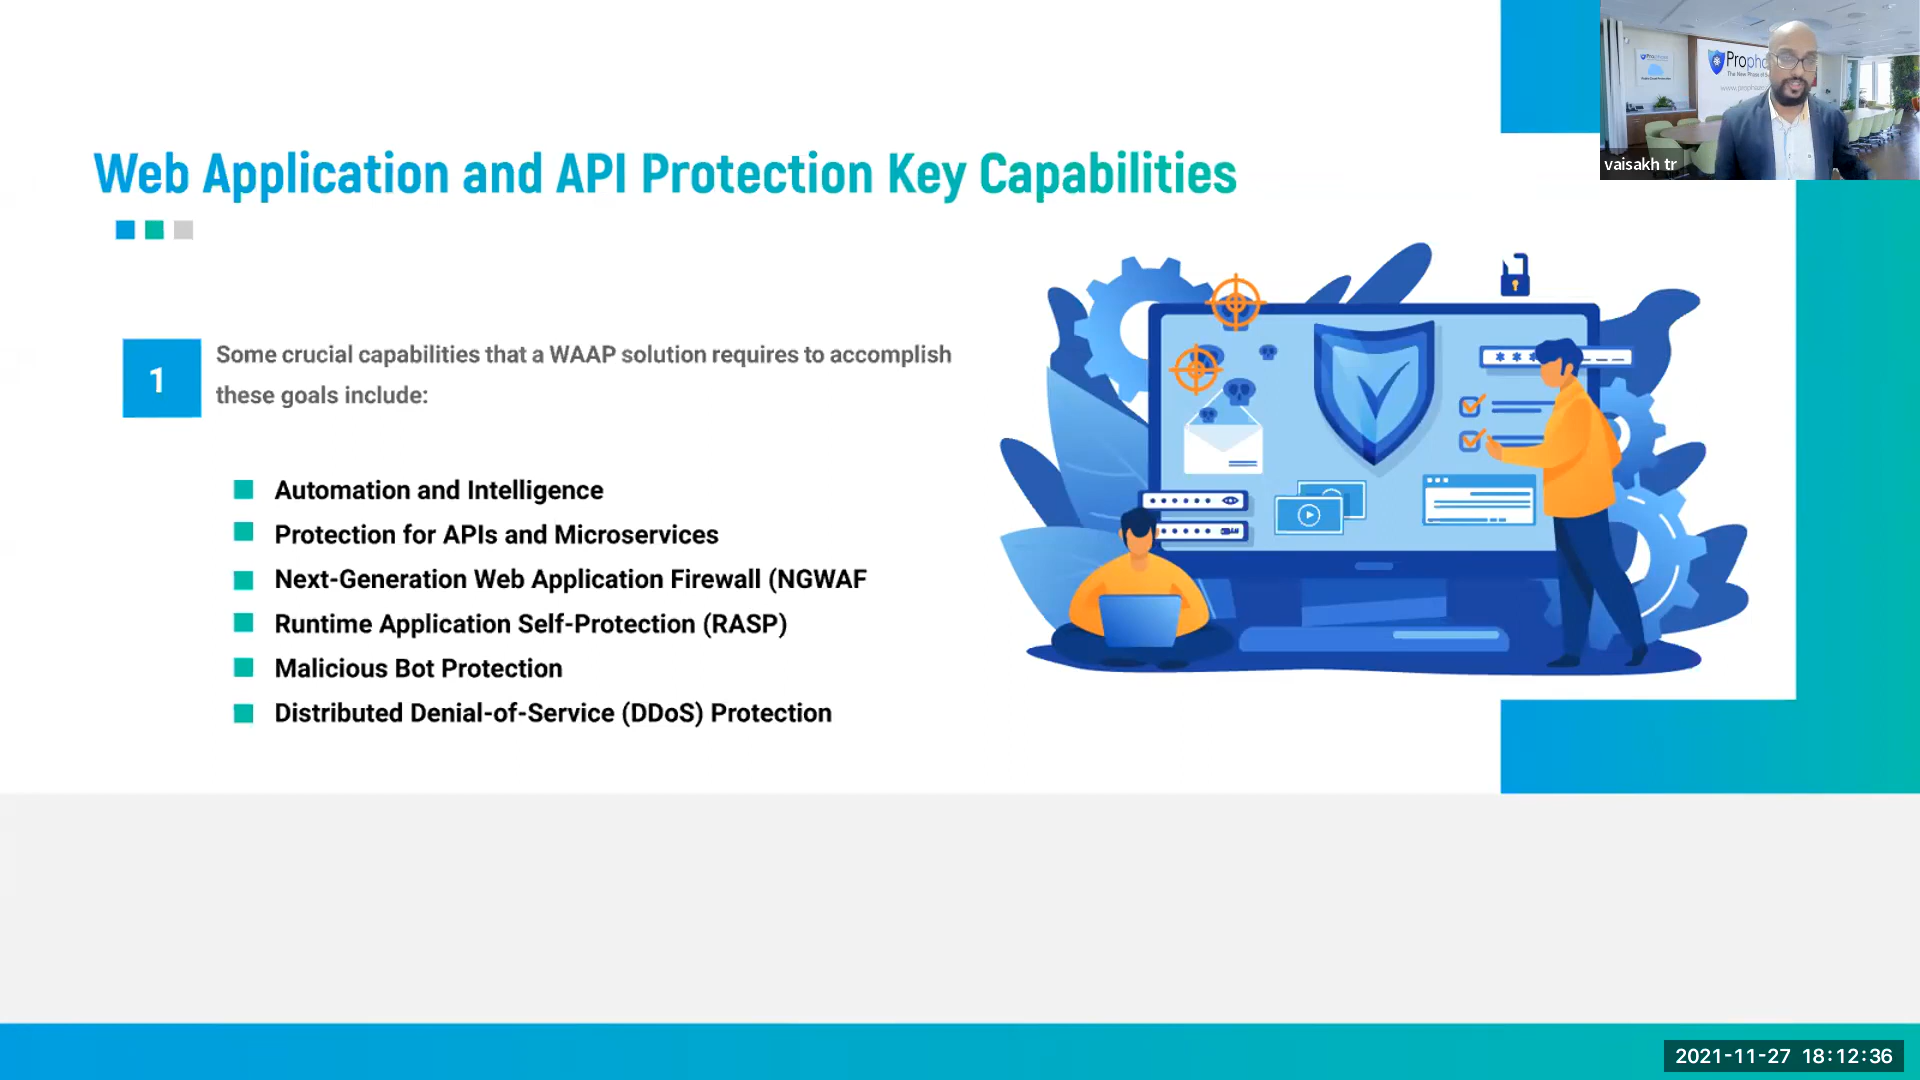 Web Application and API Protection Key Capabilities
1
Some crucial capabilities that a WAAP solution requires to accomplish
these goals include:
Automation and Intelligence
Protection for APIs and Microservices
Next-Generation Web Application Firewall (NGWAF
Runtime Application Self-Protection (RASP)
Malicious Bot Protection
Distributed Denial-of-Service (DDoS) Protection
vaisakh tr
2021-11-27 18:12:36